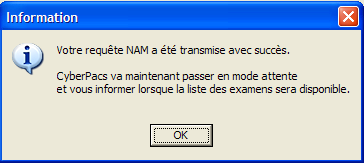 Information
Votre requête NAM a été transmise avec succès.
CyberPacs va maintenant passer en mode attente
et vous informer lorsque la liste des examens sera disponible.
OK